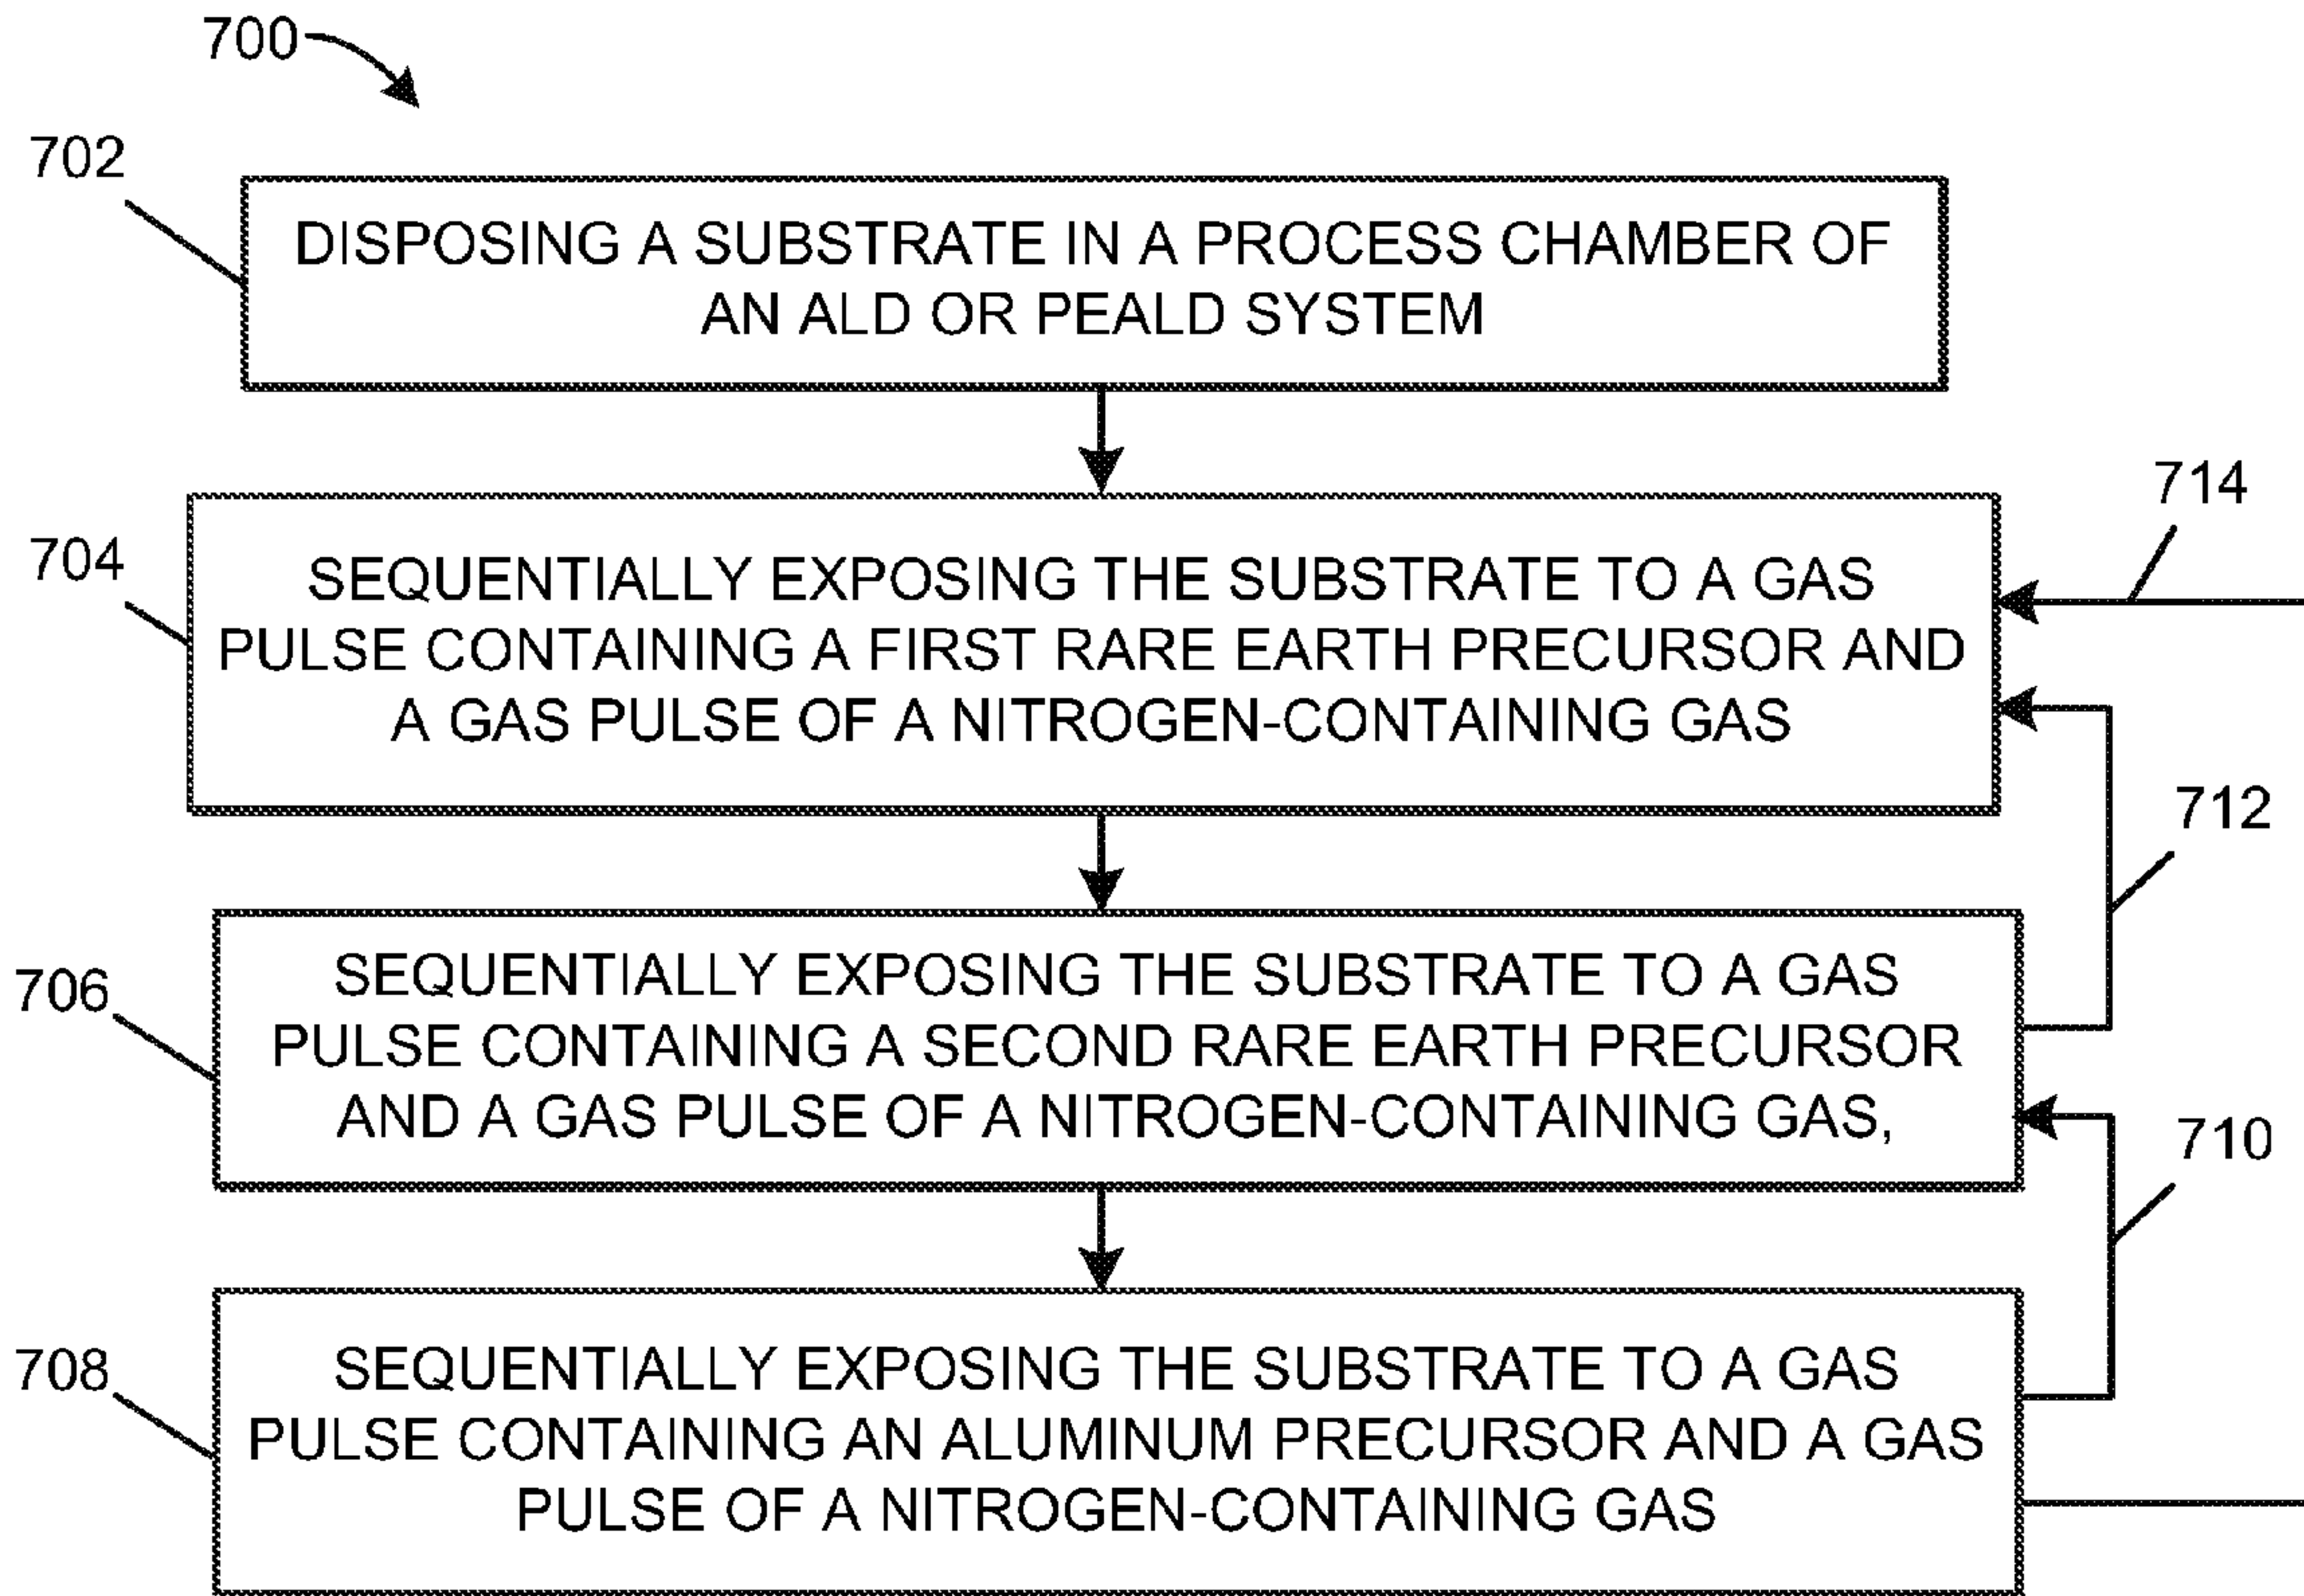 700
702
DISPOSING A SUBSTRATE IN A PROCESS CHAMBER OF
AN ALD OR PEALD SYSTEM
704
SEQUENTIALLY EXPOSING THE SUBSTRATE TO A GAS
PULSE CONTAINING A FIRST RARE EARTH PRECURSOR AND
A GAS PULSE OF A NITROGEN-CONTAINING GAS
714
712
706
SEQUENTIALLY EXPOSING THE SUBSTRATE TO A GAS
PULSE CONTAINING A SECOND RARE EARTH PRECURSOR
AND A GAS PULSE OF A NITROGEN-CONTAINING GAS,
710
708
SEQUENTIALLY EXPOSING THE SUBSTRATE TO A GAS
PULSE CONTAINING AN ALUMINUM PRECURSOR AND A GAS
PULSE OF A NITROGEN-CONTAINING GAS